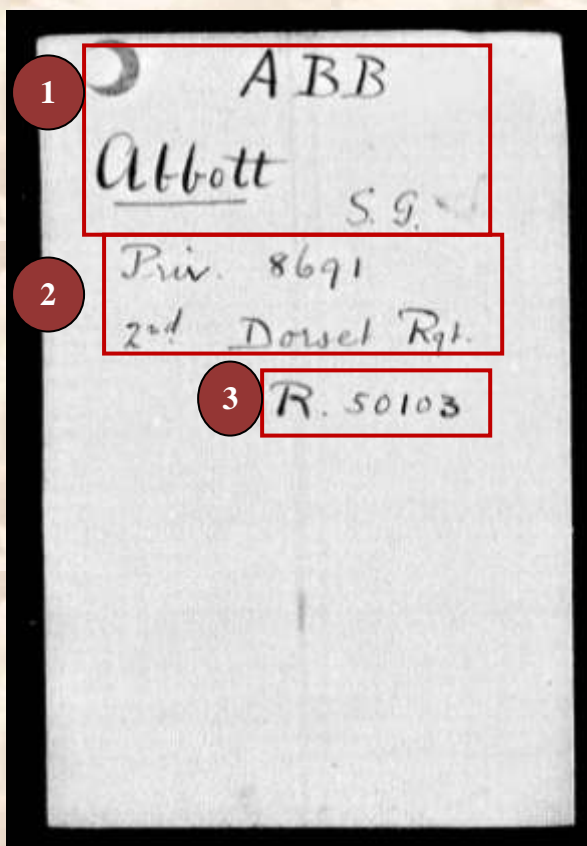 1
ABB
Abbott
S. G.
2
Priv. 8691
2nd Dorset Rgt.
3
R. 50103